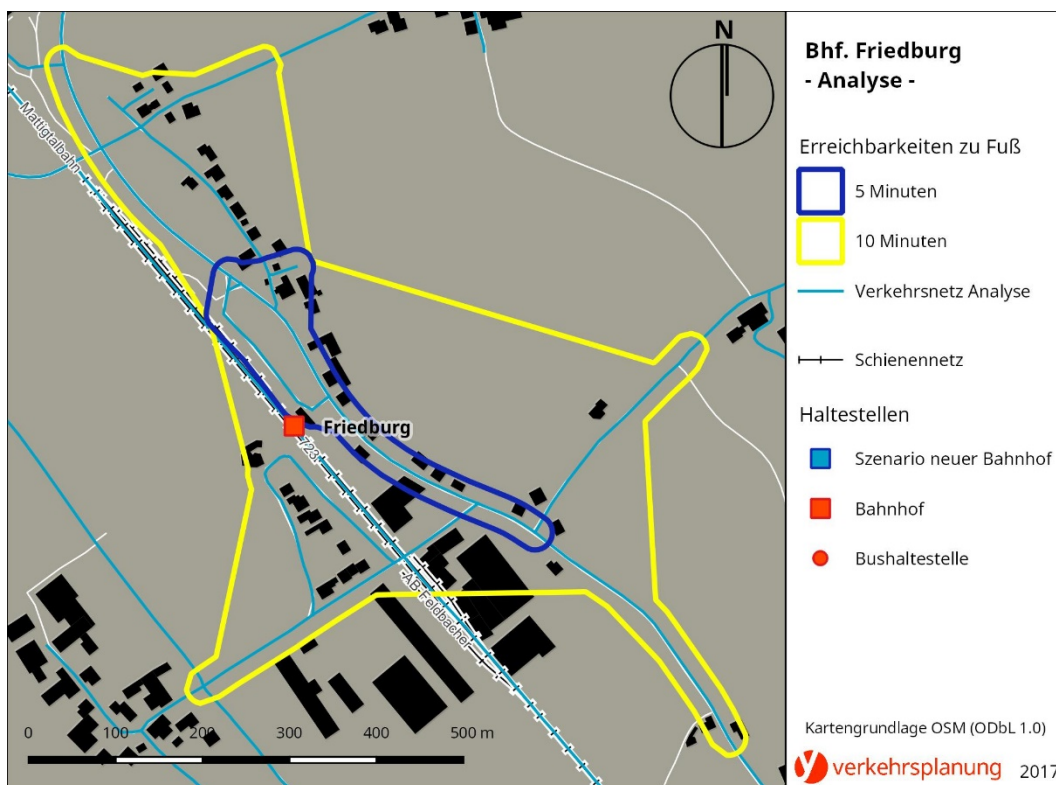 Mattigtalbahn
N
Friedburg
723
-AB-Feldbacher
0 100 200 300 400 500 m
Bhf. Friedburg
- Analyse -
Erreichbarkeiten zu Fuß
5 Minuten
10 Minuten
Verkehrsnetz Analyse
Schienennetz
Haltestellen
Szenario neuer Bahnhof
Bahnhof
Bushaltestelle
Kartengrundlage OSM (ODbL 1.0)
y verkehrsplanung 2017